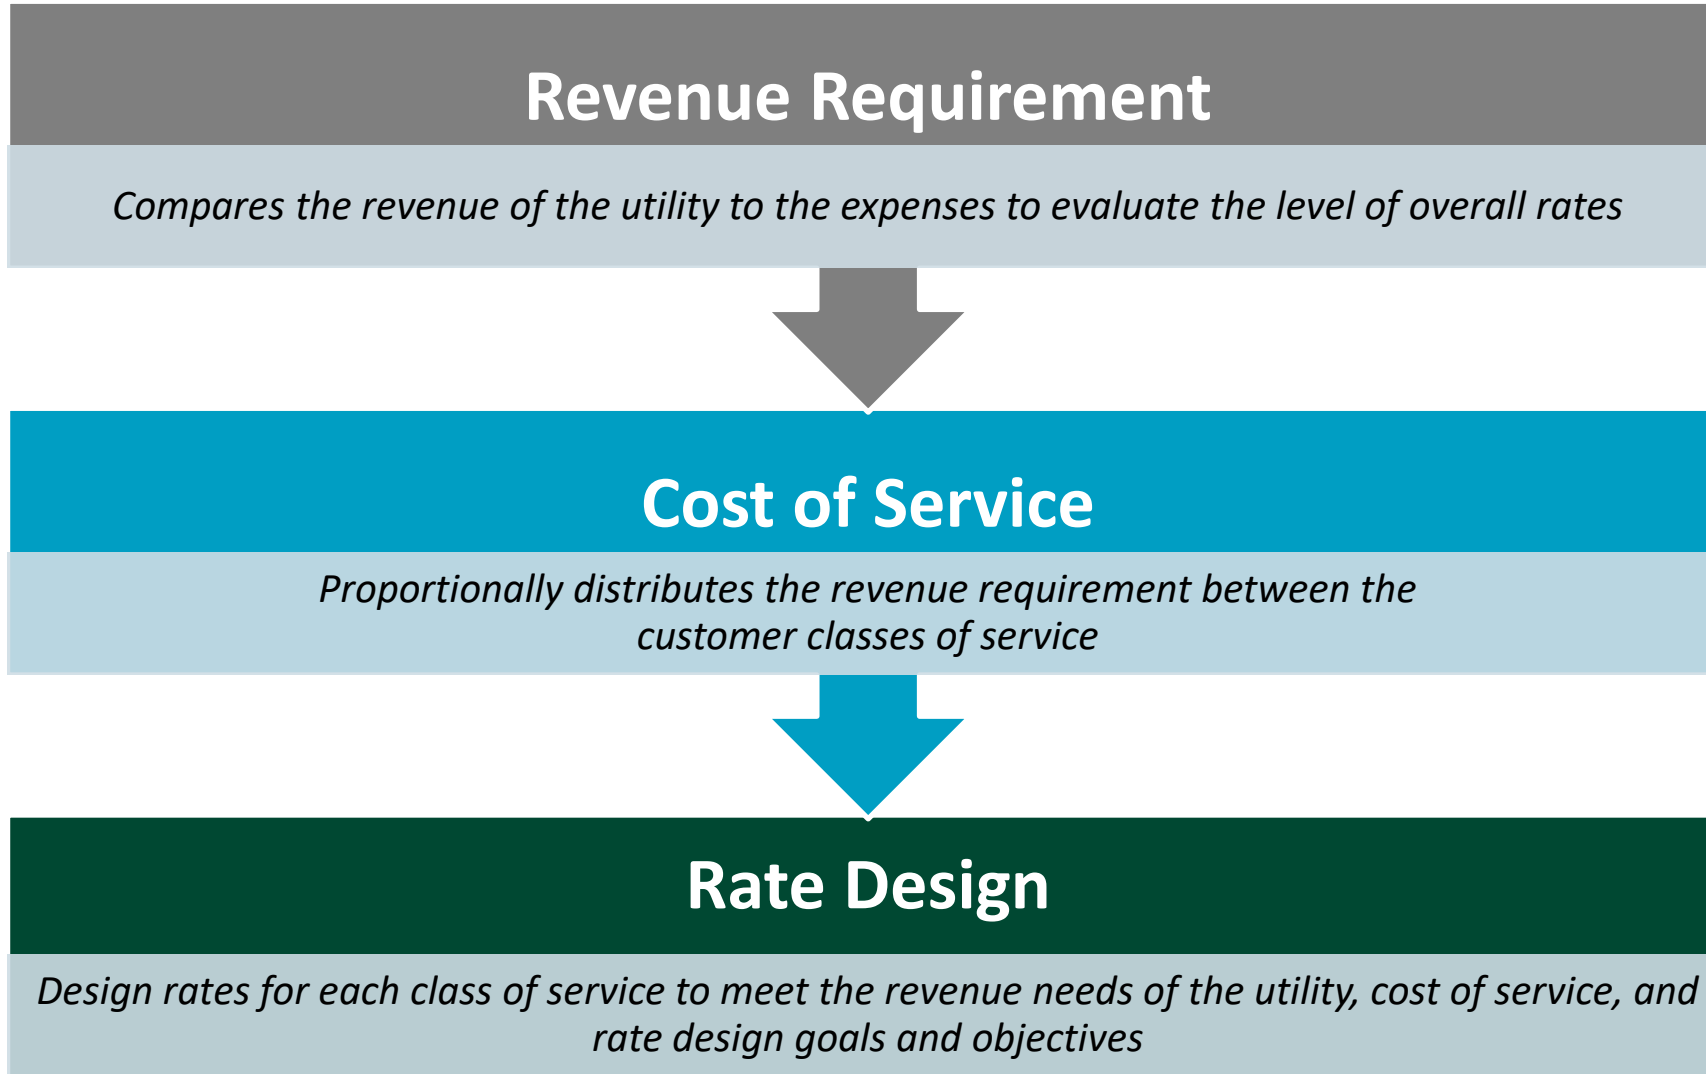 Revenue Requirement
Compares the revenue of the utility to the expenses to evaluate the level of overall rates
Cost of Service
Proportionally distributes the revenue requirement between the
customer classes of service
Rate Design
Design rates for each class of service to meet the revenue needs of the utility, cost of service, and
rate design goals and objectives